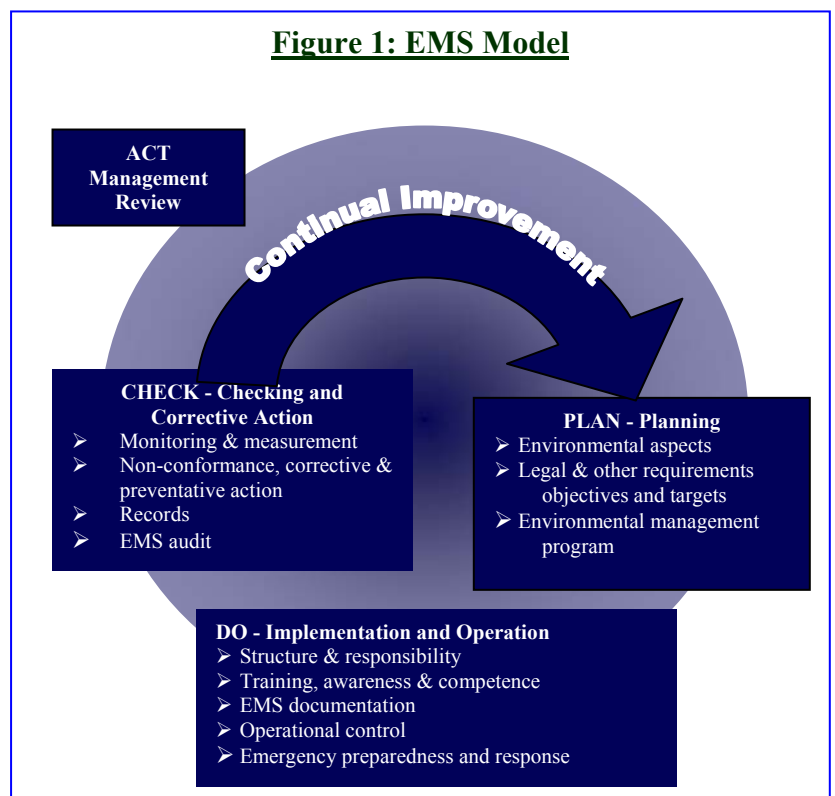 Figure 1: EMS Model
ACT
Management
Review
Continual Improvement
CHECK - Checking and
Corrective Action
➢ Monitoring & measurement
➢ Non-conformance, corrective &
preventative action
➢ Records
➢ EMS audit
PLAN - Planning
➢ Environmental aspects
➢ Legal & other requirements
objectives and targets
➢ Environmental management
program
DO - Implementation and Operation
➢ Structure & responsibility
➢ Training, awareness & competence
➢ EMS documentation
➢ Operational control
➢ Emergency preparedness and response